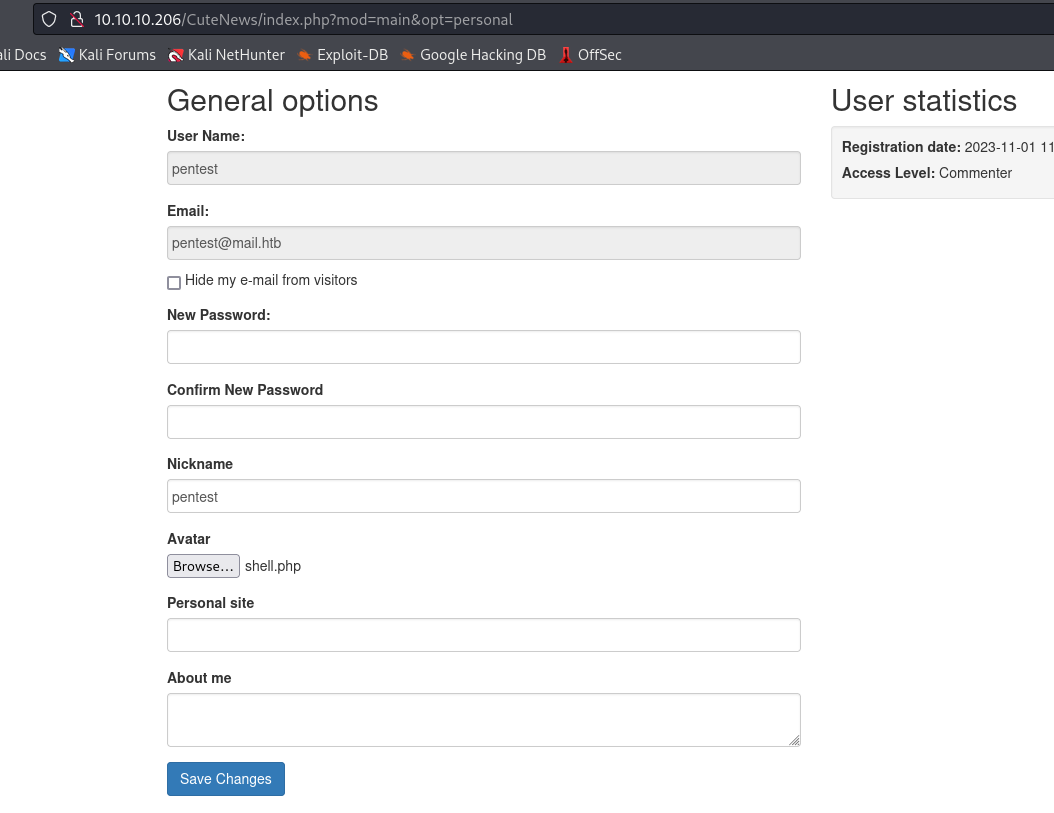 10.10.10.206/CuteNews/index.php?mod=main&opt=personal
ali Docs Kali Forums Kali NetHunter Exploit-DB Google Hacking DB OffSec
General options
User Name:
pentest
Email:
pentest@mail.htb
Hide my e-mail from visitors
New Password:
Confirm New Password
Nickname
pentest
Avatar
Browse... shell.php
Personal site
About me
Save Changes
User statistics
Registration date: 2023-11-01 11
Access Level: Commenter